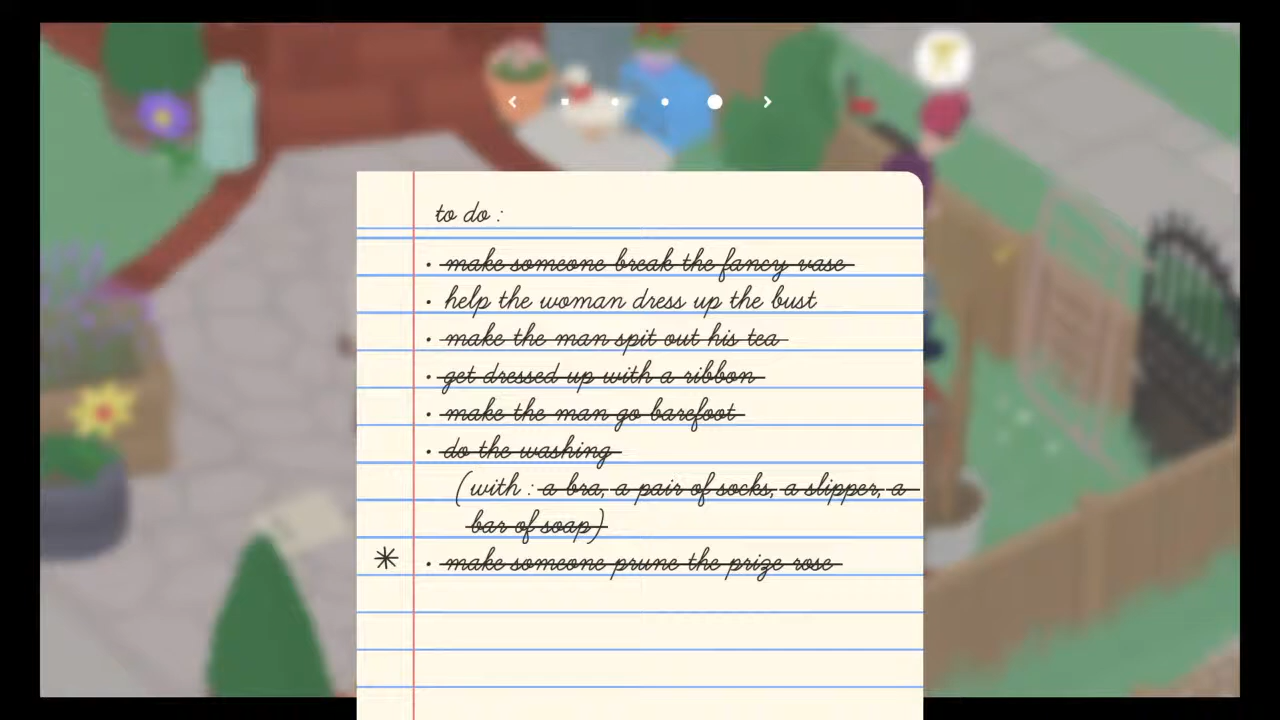 to do :
• make someone break the fancy vase
• help the woman dress up the bust
• make the man spit out his tea
• get dressed up with a ribbon
• make the man go barefoot
• do the washing
(with : a bra, a pair of socks, a slipper, a
bar of soap)
• make someone prune the prize rose